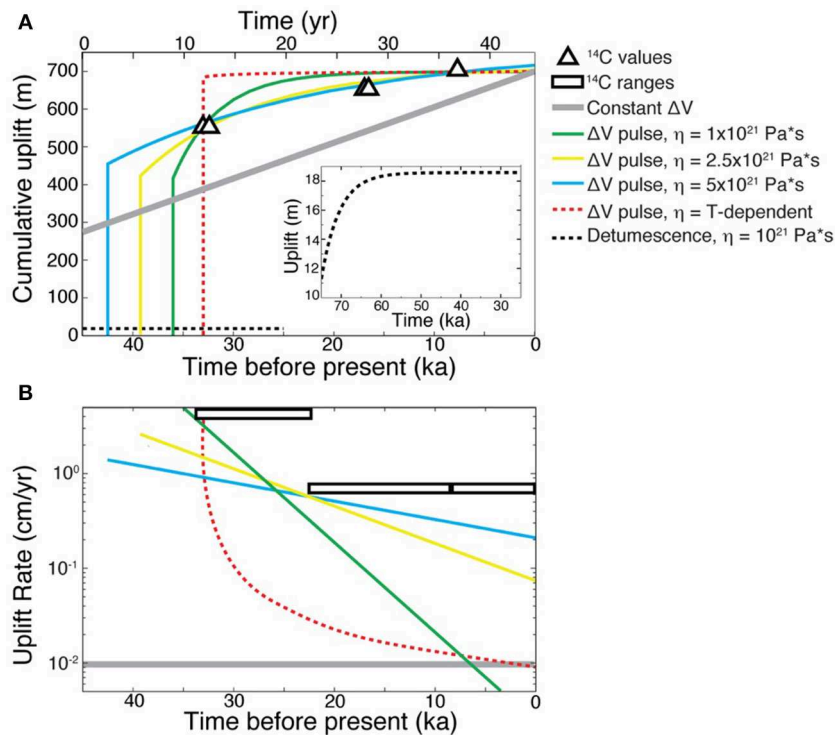 A
Time (yr)
0 10 20 30 40
Cumulative uplift (m)
700
600
500
400
300
200
100
0
40 30 20 10 0
Time before present (ka)
Uplift (m)
18
16
14
12
10
70 60 50 40 30
Time (ka)
¹⁴C values
¹⁴C ranges
Constant ΔV
ΔV pulse, η = 1x10²¹ Pa*s
ΔV pulse, η = 2.5x10²¹ Pa*s
ΔV pulse, η = 5x10²¹ Pa*s
ΔV pulse, η = T-dependent
Detumescence, η = 10²¹ Pa*s
B
Uplift Rate (cm/yr)
10⁰
10⁻¹
10⁻²
40 30 20 10 0
Time before present (ka)